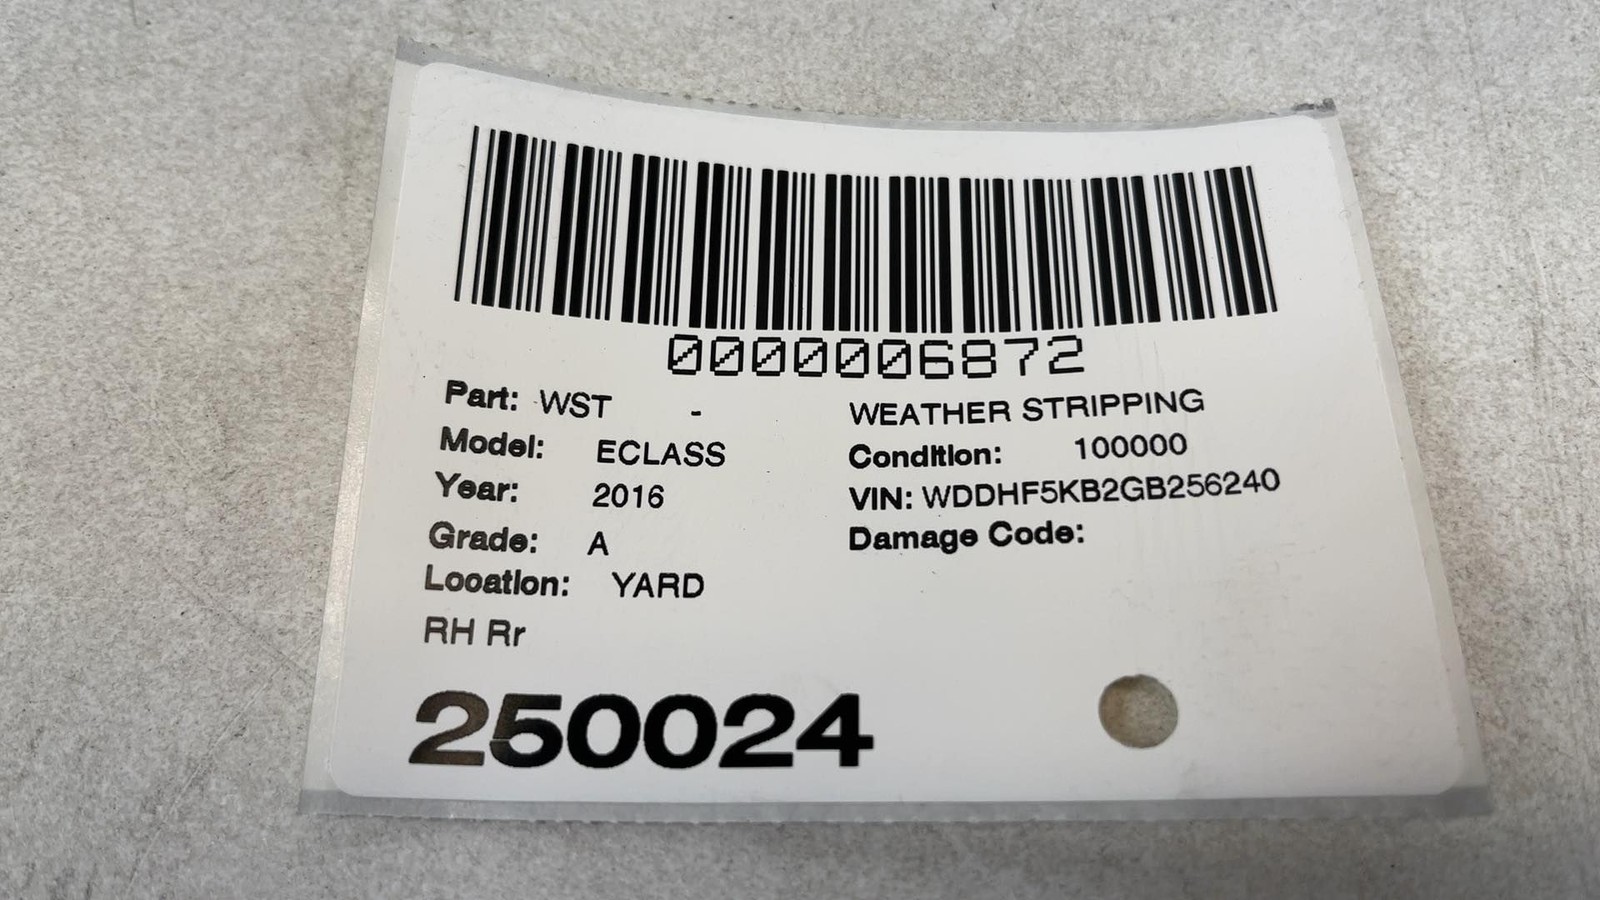 0000006872
Part: WST - WEATHER STRIPPING
Model: ECLASS Condition: 100000
Year: 2016 VIN: WDDHF5KB2GB256240
Grade: A Damage Code:
Location: YARD
RH Rr
250024